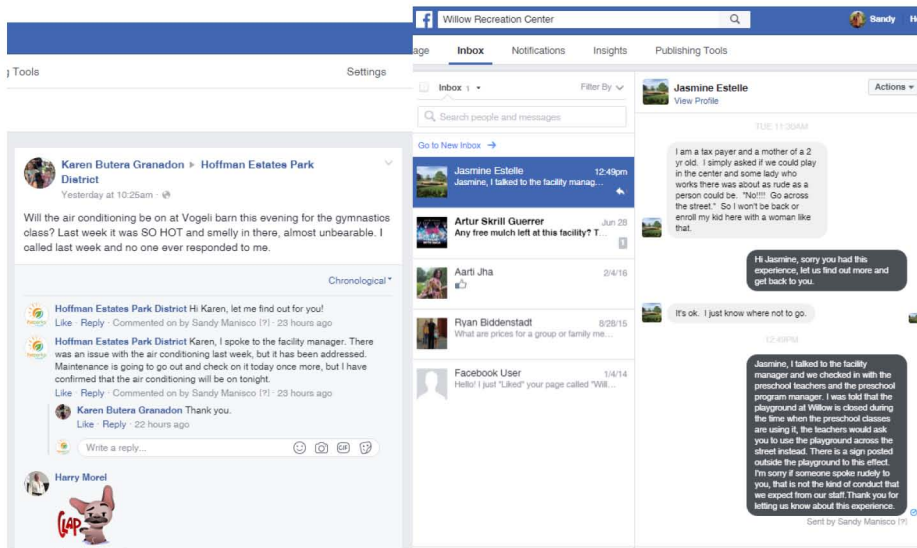 g Tools
Settings
Karen Butera Granadon ▸ Hoffman Estates Park
District
Yesterday at 10:25am ·
Will the air conditioning be on at Vogeli barn this evening for the gymnastics
class? Last week it was SO HOT and smelly in there, almost unbearable. I
called last week and no one ever responded to me.
Chronological
Hoffman Estates Park District Hi Karen, let me find out for you!
Like · Reply · Commented on by Sandy Manisco [?] · 23 hours ago
Hoffman Estates Park District Karen, I spoke to the facility manager. There
was an issue with the air conditioning last week, but it has been addressed.
Maintenance is going to go out and check on it today once more, but I have
confirmed that the air conditioning will be on tonight.
Like · Reply · Commented on by Sandy Manisco [?] · 23 hours ago
Karen Butera Granadon Thank you.
Like · Reply · 22 hours ago
Write a reply...
GIF
Harry Morel
CLAP
f
Willow Recreation Center
Sandy
Ho
age
Inbox
Notifications
Insights
Publishing Tools
Inbox 1
Filter By
Search people and messages
Go to New Inbox →
Jasmine Estelle
12:49pm
Jasmine, I talked to the facility manag...
Artur Skrill Guerrer
Jun 28
Any free mulch left at this facility? T...
1
Aarti Jha
2/4/16
Ryan Biddenstadt
8/26/15
What are prices for a group or family me...
Facebook User
1/4/14
Hello! I just "Liked" your page called "Will...
Jasmine Estelle
View Profile
Actions
TUE 11:30AM
I am a tax payer and a mother of a 2
yr old. I simply asked if we could play
in the center and some lady who
works there was about as rude as a
person could be. "No!!!! Go across
the street." So I won't be back or
enroll my kid here with a woman like
that.
Hi Jasmine, sorry you had this
experience, let us find out more and
get back to you.
It's ok. I just know where not to go.
12:49PM
Jasmine, I talked to the facility
manager and we checked in with the
preschool teachers and the preschool
program manager. I was told that the
playground at Willow is closed during
the time when the preschool classes
are using it, the teachers would ask
you to use the playground across the
street instead. There is a sign posted
outside the playground to this effect.
I'm sorry if someone spoke rudely to
you, that is not the kind of conduct that
we expect from our staff.Thank you for
letting us know about this experience.
Sent by Sandy Manisco [?]